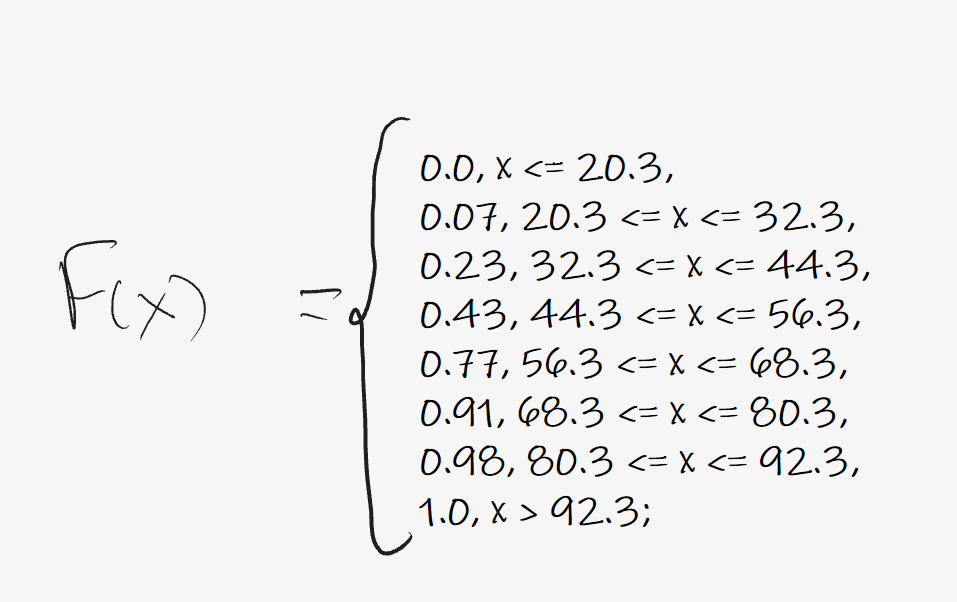 F(x) =
0.0, x <= 20.3,
0.07, 20.3 <= x <= 32.3,
0.23, 32.3 <= x <= 44.3,
0.43, 44.3 <= x <= 56.3,
0.77, 56.3 <= x <= 68.3,
0.91, 68.3 <= x <= 80.3,
0.98, 80.3 <= x <= 92.3,
1.0, x > 92.3;